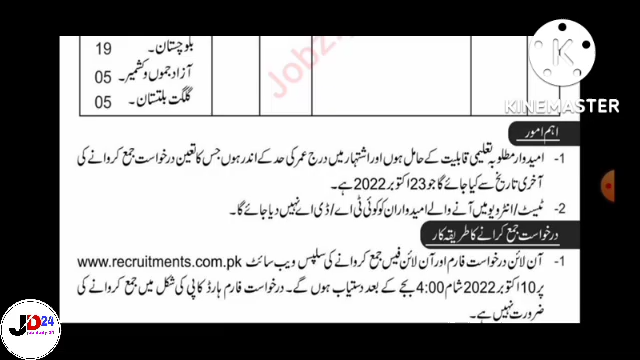 بلوچستان۔ 19
آزاد جموں و کشمیر۔ 05
گلگت بلتستان۔ 05
KINEMASTER
اہم امور
1- امیدوار مطلوبہ تعلیمی قابلیت کے حامل ہوں اور اشتہار میں درج عمر کی حد کے اندر ہوں جس کا تعین درخواست جمع کروانے کی
آخری تاریخ سے کیا جائے گا جو 23 اکتوبر 2022 ہے۔
2- ٹیسٹ/انٹرویو میں آنے والے امیدواران کو کوئی ٹی اے/ڈی اے نہیں دیا جائے گا۔
درخواست جمع کرانے کا طریقہ کار
1- آن لائن درخواست فارم اور آن لائن فیس جمع کروانے کی سلپس ویب سائٹ www.recruitments.com.pk
پر 10 اکتوبر 2022 شام 4:00 بجے کے بعد دستیاب ہوں گے۔ درخواست فارم ہارڈ کاپی کی شکل میں جمع کروانے کی
ضرورت نہیں ہے۔
JD24